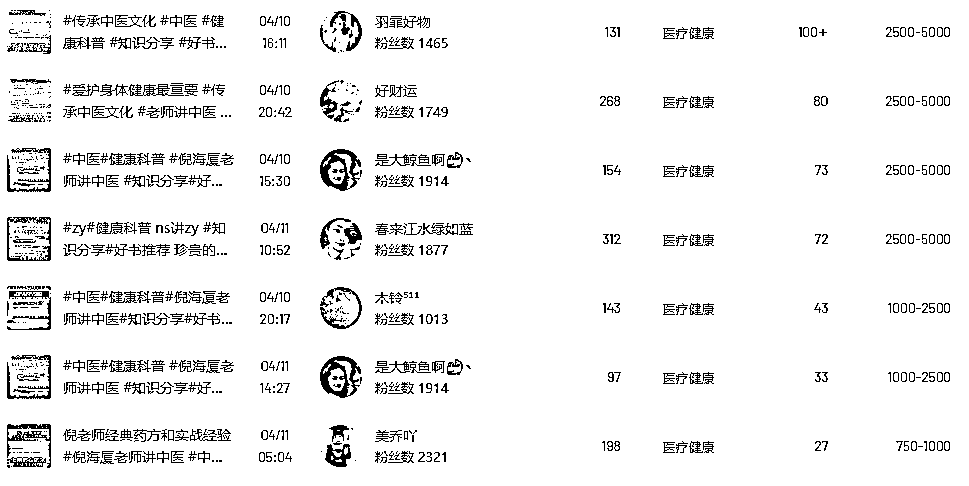 #传承中医文化 #中医 #健 04/10 羽霏好物 131 医疗健康 100+ 2500-5000
康科普 #知识分享 #好书... 16:11 粉丝数 1465
#爱护身体健康最重要 #传 04/10 好财运 268 医疗健康 80 2500-5000
承中医文化 #老师讲中医 ... 20:42 粉丝数 1749
#中医#健康科普 #倪海厦老 04/10 是大鲸鱼啊 154 医疗健康 73 2500-5000
师讲中医 #知识分享#好... 15:30 粉丝数 1914
#zy#健康科普 ns讲zy #知 04/11 春来江水绿如蓝 312 医疗健康 72 2500-5000
识分享#好书推荐 珍贵的... 10:52 粉丝数 1877
#中医#健康科普#倪海厦老 04/10 木铃⁵¹¹ 143 医疗健康 43 1000-2500
师讲中医#知识分享#好书... 20:17 粉丝数 1013
#中医#健康科普 #倪海厦老 04/11 是大鲸鱼啊 97 医疗健康 33 1000-2500
师讲中医 #知识分享#好... 14:27 粉丝数 1914
倪老师经典药方和实战经验 04/11 美乔吖 198 医疗健康 27 750-1000
#倪海厦老师讲中医 #中... 05:04 粉丝数 2321